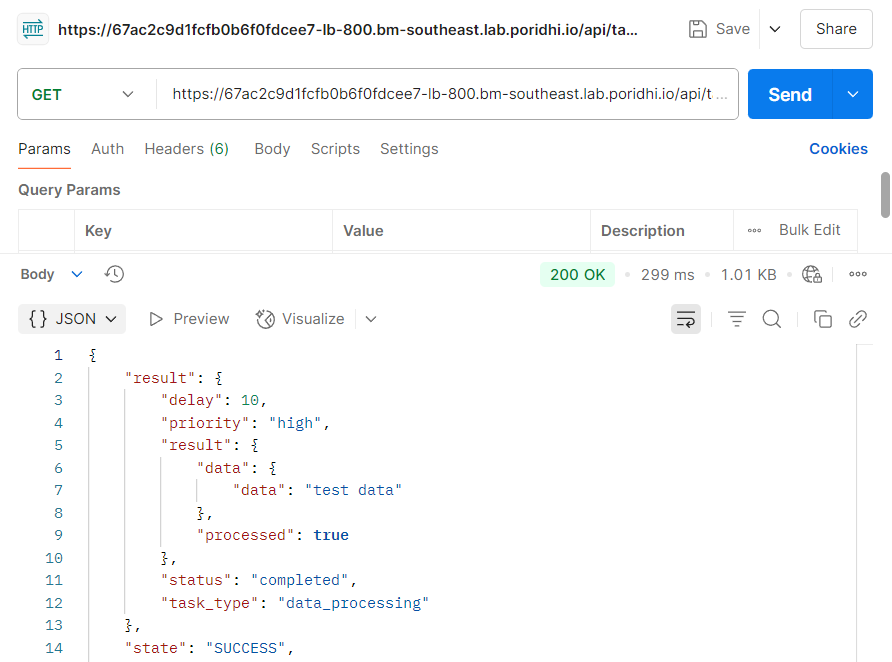 HTTP https://67ac2c9d1fcfb0b6f0fdcee7-lb-800.bm-southeast.lab.poridhi.io/api/ta... Save Share
GET https://67ac2c9d1fcfb0b6f0fdcee7-lb-800.bm-southeast.lab.poridhi.io/api/t... Send
Params Auth Headers (6) Body Scripts Settings Cookies
Query Params
Key Value Description Bulk Edit
Body 200 OK • 299 ms • 1.01 KB •
{} JSON Preview Visualize
1 {
2 "result": {
3 "delay": 10,
4 "priority": "high",
5 "result": {
6 "data": {
7 "data": "test data"
8 },
9 "processed": true
10 },
11 "status": "completed",
12 "task_type": "data_processing"
13 },
14 "state": "SUCCESS",